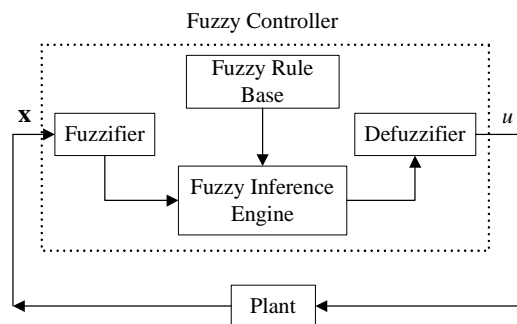 Fuzzy Controller
Fuzzy Rule
Base
x
Fuzzifier
Defuzzifier
u
Fuzzy Inference
Engine
Plant